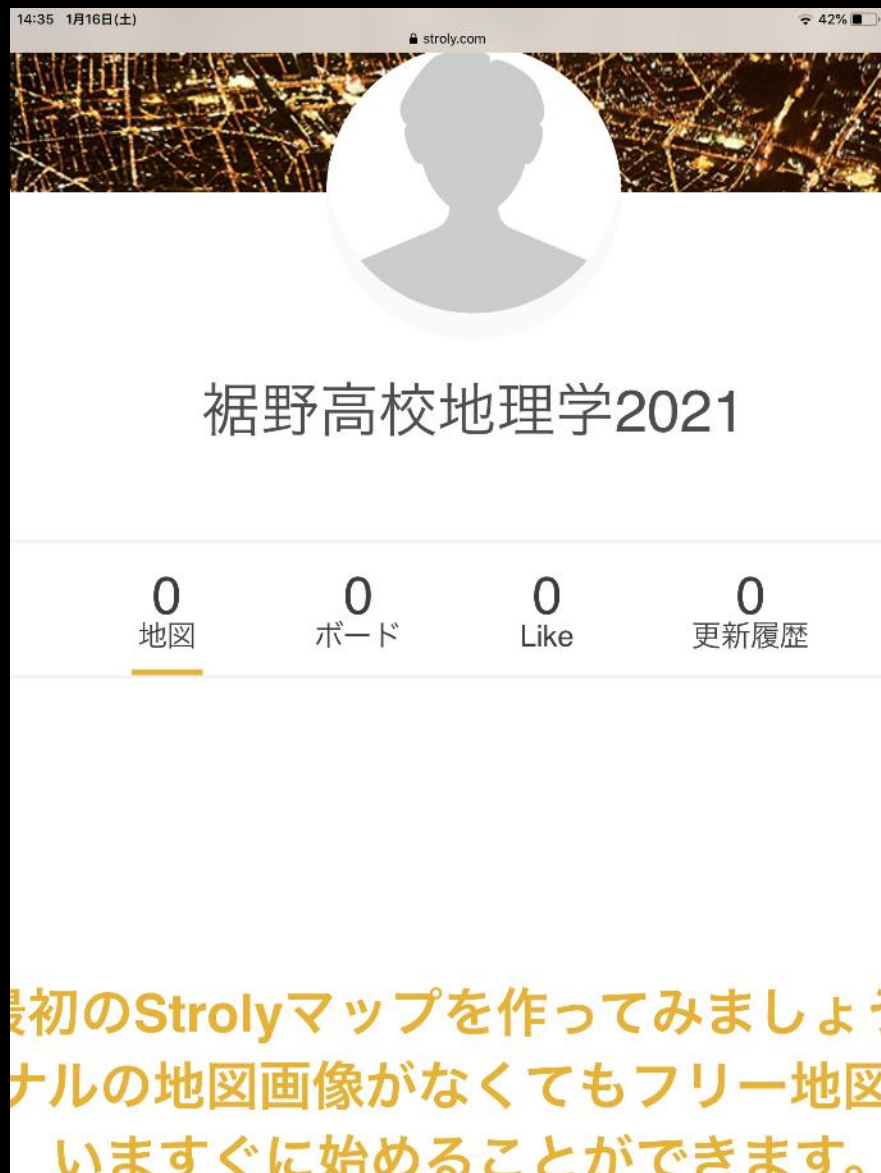 14:35 1月16日(土)
42%
stroly.com
裾野高校地理学2021
0 0 0 0
地図 ボード Like 更新履歴
最初のStrolyマップを作ってみましょう
ナルの地図画像がなくてもフリー地図
いますぐに始めることができます。